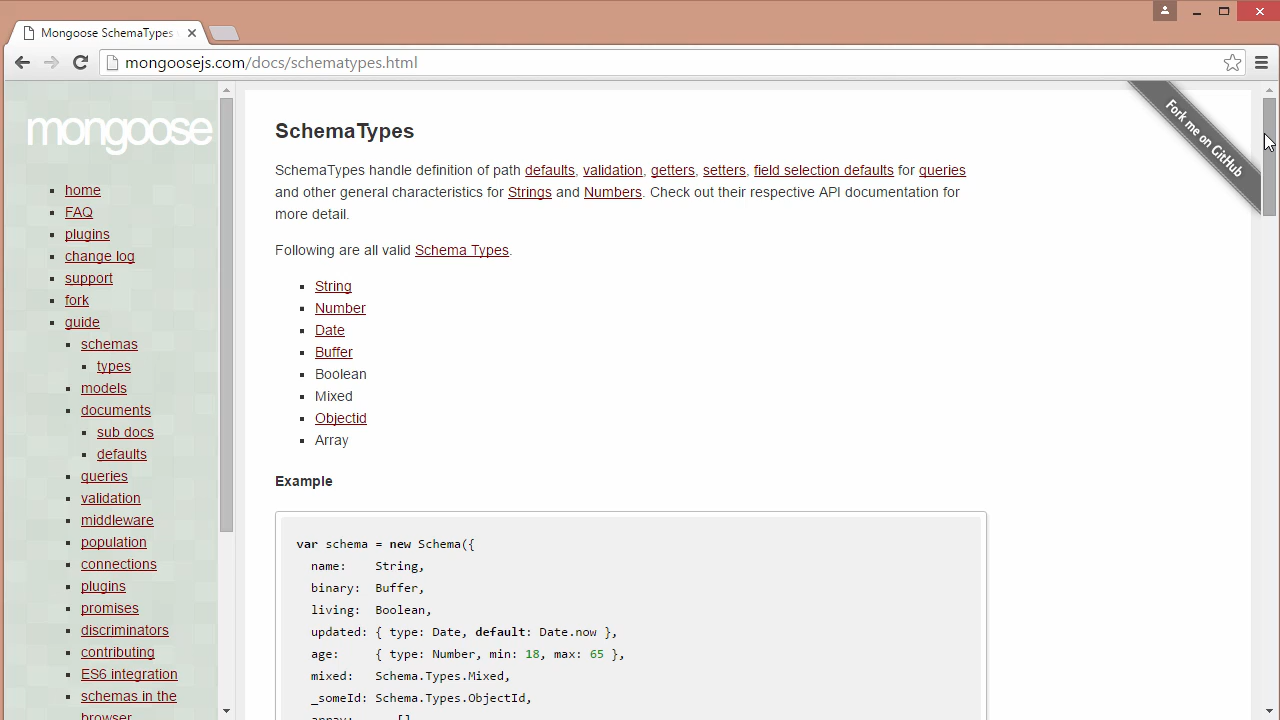 Mongoose SchemaTypes
mongoosejs.com/docs/schematypes.html
mongoose
home
FAQ
plugins
change log
support
fork
guide
schemas
types
models
documents
sub docs
defaults
queries
validation
middleware
population
connections
plugins
promises
discriminators
contributing
ES6 integration
schemas in the
browser
Fork me on GitHub
SchemaTypes
SchemaTypes handle definition of path defaults, validation, getters, setters, field selection defaults for queries
and other general characteristics for Strings and Numbers. Check out their respective API documentation for
more detail.
Following are all valid Schema Types.
String
Number
Date
Buffer
Boolean
Mixed
Objectid
Array
Example
var schema = new Schema({
name:    String,
binary:  Buffer,
living:  Boolean,
updated: { type: Date, default: Date.now },
age:     { type: Number, min: 18, max: 65 },
mixed:   Schema.Types.Mixed,
_someId: Schema.Types.ObjectId,
array:      [],